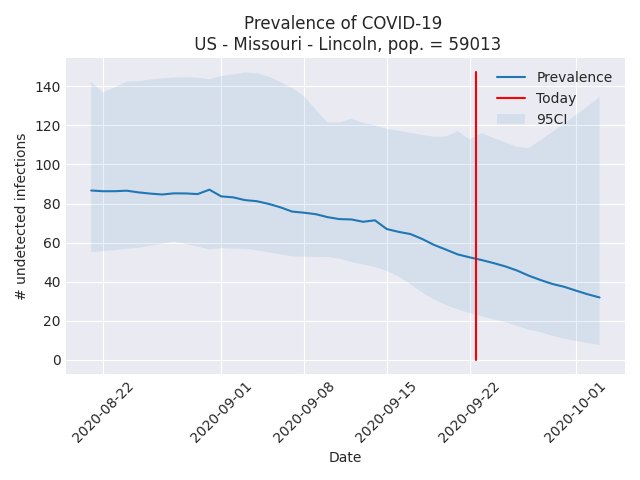 Prevalence of COVID-19
US - Missouri - Lincoln, pop. = 59013
Prevalence
Today
95CI
# undetected infections
140
120
100
80
60
40
20
0
2020-08-22
2020-09-01
2020-09-08
2020-09-15
2020-09-22
2020-10-01
Date